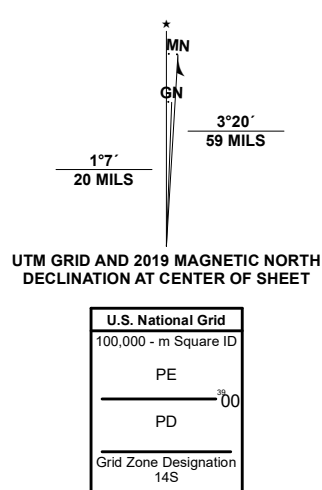 ★
MN
GN
3°20´
59 MILS
1°7´
20 MILS
UTM GRID AND 2019 MAGNETIC NORTH
DECLINATION AT CENTER OF SHEET
U.S. National Grid
100,000 - m Square ID
PE
39 00
PD
Grid Zone Designation
14S